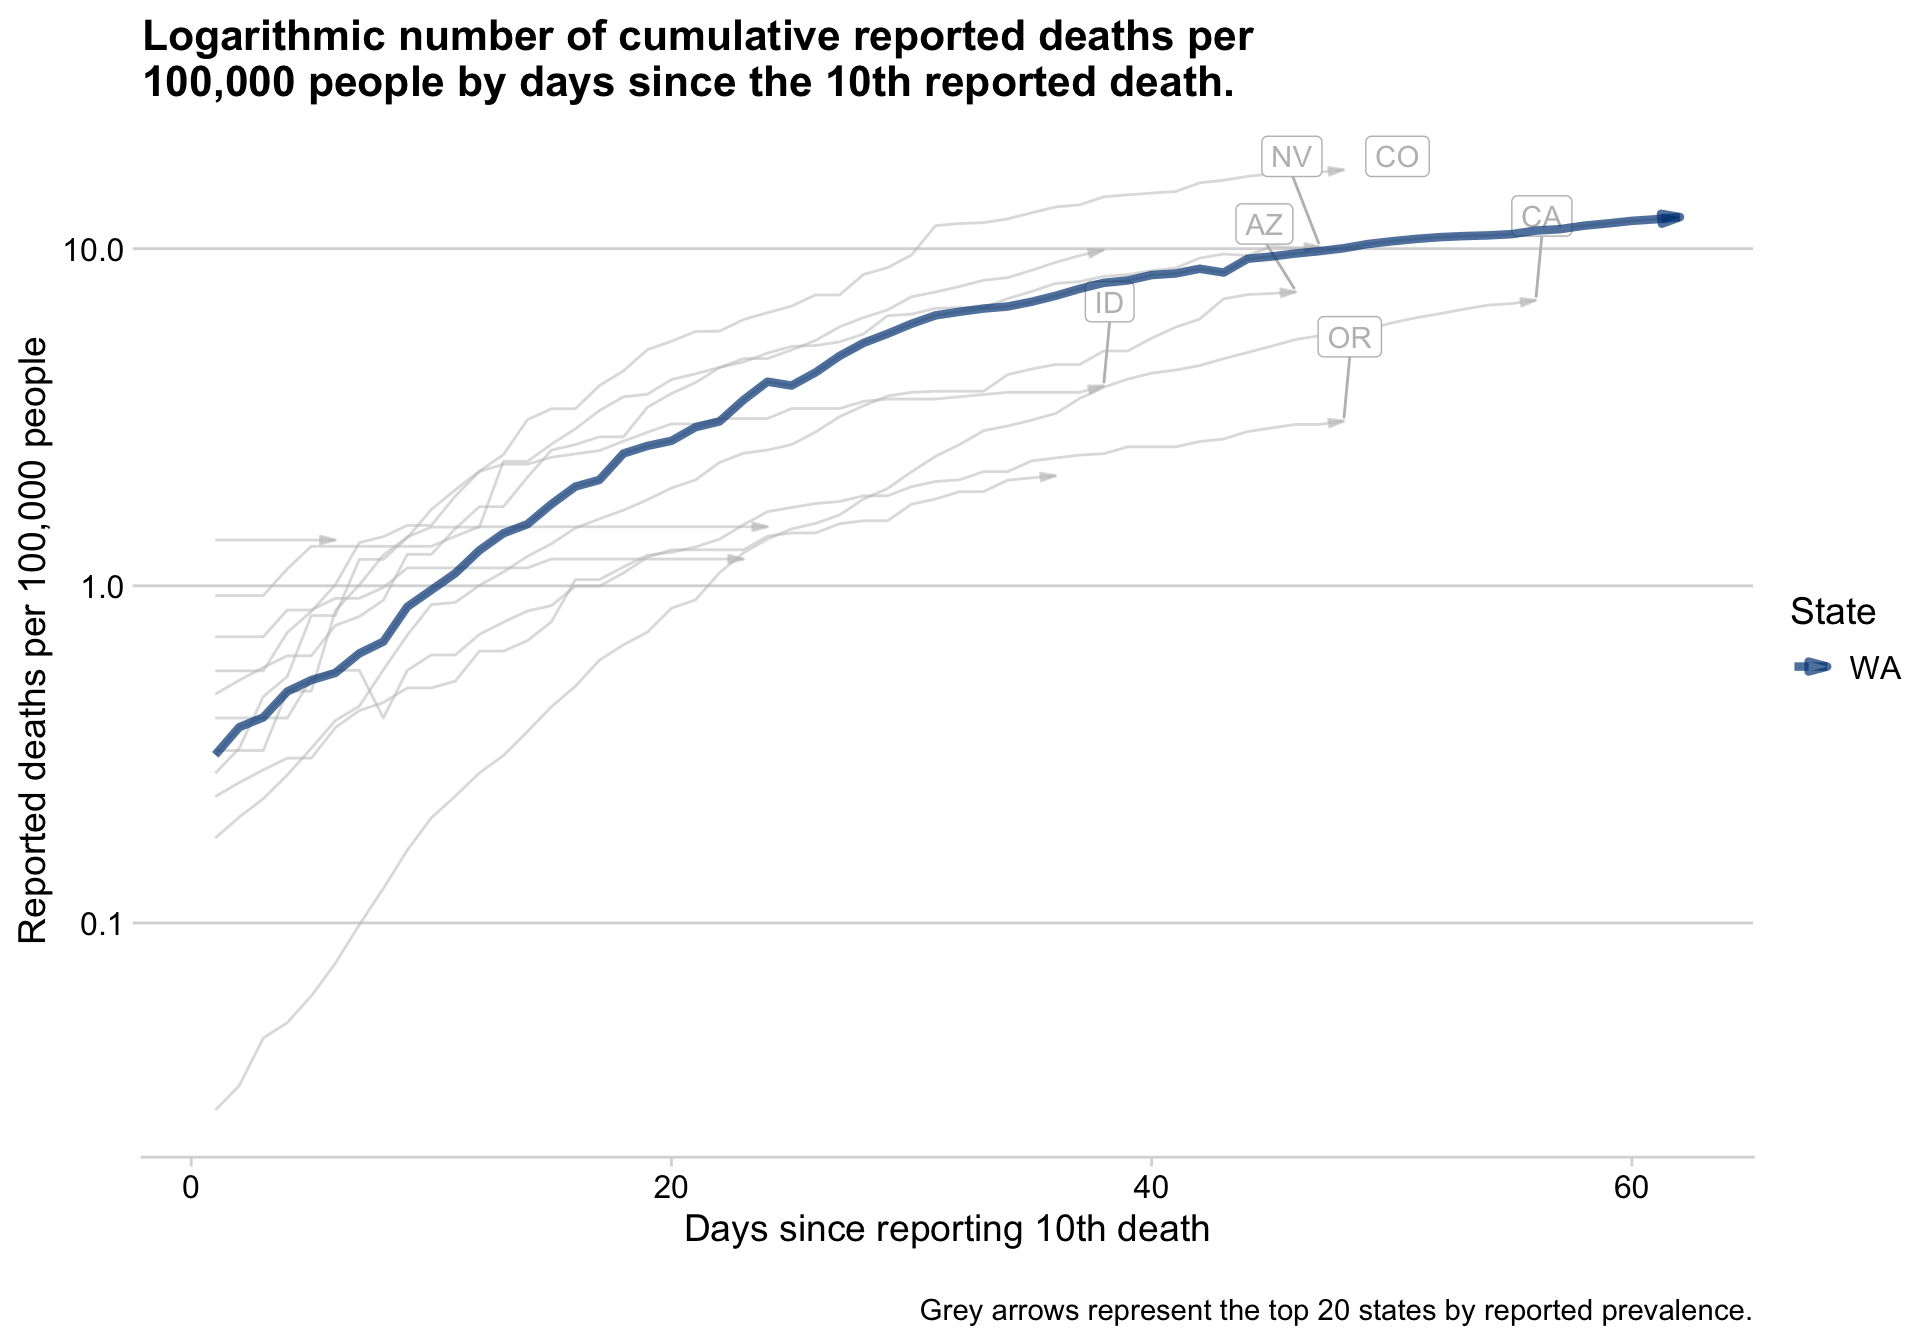 Logarithmic number of cumulative reported deaths per
100,000 people by days since the 10th reported death.
Reported deaths per 100,000 people
10.0
1.0
0.1
NV
CO
AZ
CA
ID
OR
State
WA
0
20
40
60
Days since reporting 10th death
Grey arrows represent the top 20 states by reported prevalence.